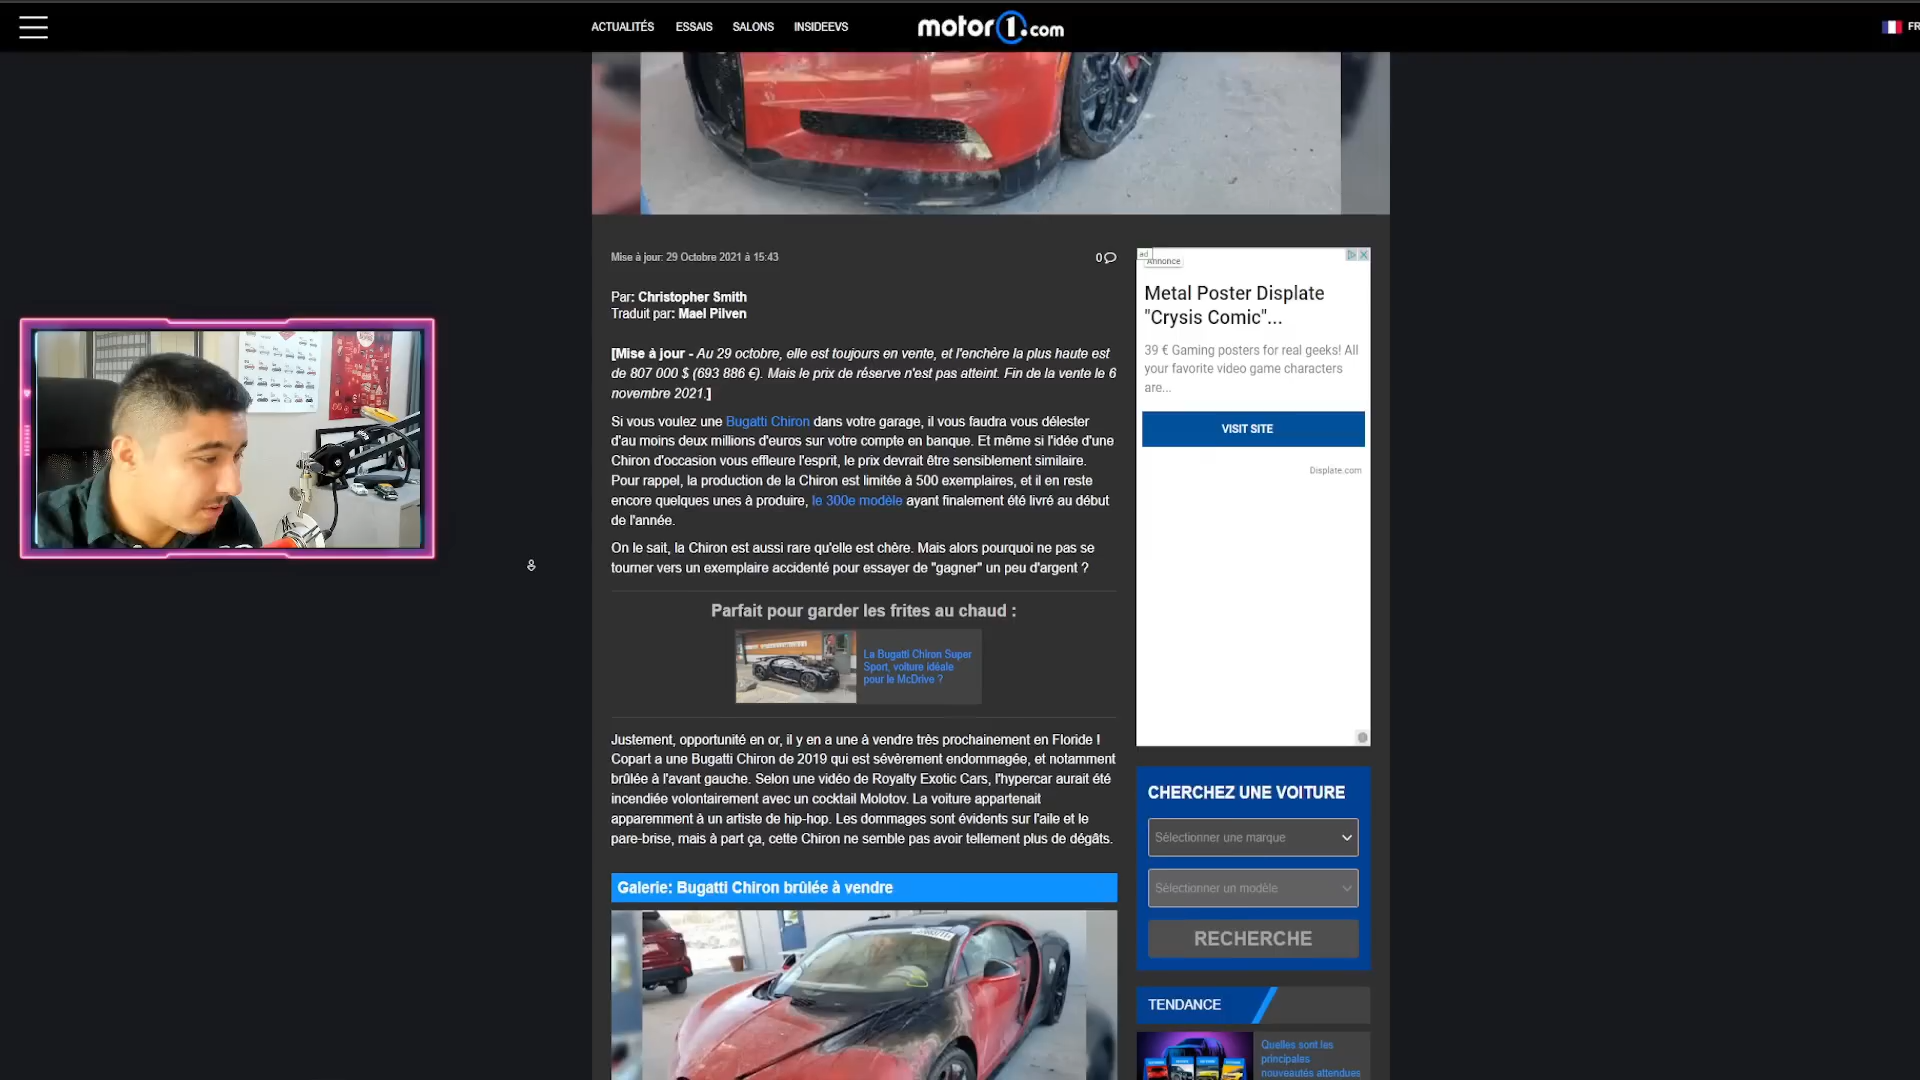 ACTUALITÉS ESSAIS SALONS INSIDEEVS
motor1.com
FR
Mise à jour: 29 Octobre 2021 à 15:43
0
Par: Christopher Smith
Traduit par: Mael Pilven
[Mise à jour - Au 29 octobre, elle est toujours en vente, et l'enchère la plus haute est
de 807 000 $ (693 886 €). Mais le prix de réserve n'est pas atteint. Fin de la vente le 6
novembre 2021.]
Si vous voulez une Bugatti Chiron dans votre garage, il vous faudra vous délester
d'au moins deux millions d'euros sur votre compte en banque. Et même si l'idée d'une
Chiron d'occasion vous effleure l'esprit, le prix devrait être sensiblement similaire.
Pour rappel, la production de la Chiron est limitée à 500 exemplaires, et il en reste
encore quelques unes à produire, le 300e modèle ayant finalement été livré au début
de l'année.
On le sait, la Chiron est aussi rare qu'elle est chère. Mais alors pourquoi ne pas se
tourner vers un exemplaire accidenté pour essayer de "gagner" un peu d'argent ?
Parfait pour garder les frites au chaud :
La Bugatti Chiron Super
Sport, voiture idéale
pour le McDrive ?
Justement, opportunité en or, il y en a une à vendre très prochainement en Floride !
Copart a une Bugatti Chiron de 2019 qui est sévèrement endommagée, et notamment
brûlée à l'avant gauche. Selon une vidéo de Royalty Exotic Cars, l'hypercar aurait été
incendiée volontairement avec un cocktail Molotov. La voiture appartenait
apparemment à un artiste de hip-hop. Les dommages sont évidents sur l'aile et le
pare-brise, mais à part ça, cette Chiron ne semble pas avoir tellement plus de dégâts.
Galerie: Bugatti Chiron brûlée à vendre
ad
Annonce
Metal Poster Displate
"Crysis Comic"...
39 € Gaming posters for real geeks! All
your favorite video game characters
are...
VISIT SITE
Displate.com
CHERCHEZ UNE VOITURE
Sélectionner une marque
Sélectionner un modèle
RECHERCHE
TENDANCE
Quelles sont les
principales
nouveautés attendues